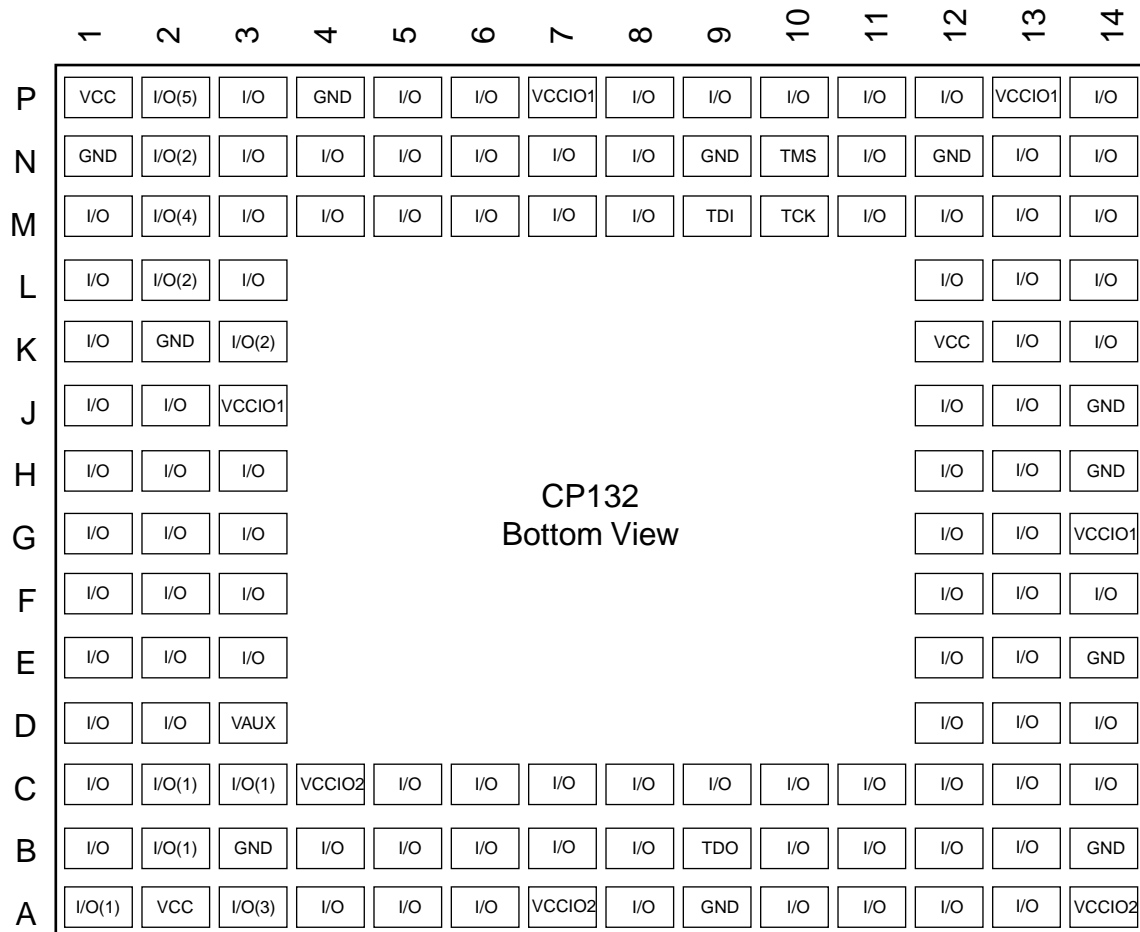 1 2 3 4 5 6 7 8 9 10 11 12 13 14
P VCC I/O(5) I/O GND I/O I/O VCCIO1 I/O I/O I/O I/O I/O VCCIO1 I/O
N GND I/O(2) I/O I/O I/O I/O I/O I/O GND TMS I/O GND I/O I/O
M I/O I/O(4) I/O I/O I/O I/O I/O I/O TDI TCK I/O I/O I/O I/O
L I/O I/O(2) I/O I/O I/O I/O
K I/O GND I/O(2) VCC I/O I/O
J I/O I/O VCCIO1 I/O I/O GND
H I/O I/O I/O I/O I/O GND
CP132
Bottom View
G I/O I/O I/O I/O I/O VCCIO1
F I/O I/O I/O I/O I/O I/O
E I/O I/O I/O I/O I/O GND
D I/O I/O VAUX I/O I/O I/O
C I/O I/O(1) I/O(1) VCCIO2 I/O I/O I/O I/O I/O I/O I/O I/O I/O I/O
B I/O I/O(1) GND I/O I/O I/O I/O I/O TDO I/O I/O I/O I/O GND
A I/O(1) VCC I/O(3) I/O I/O I/O VCCIO2 I/O GND I/O I/O I/O I/O VCCIO2